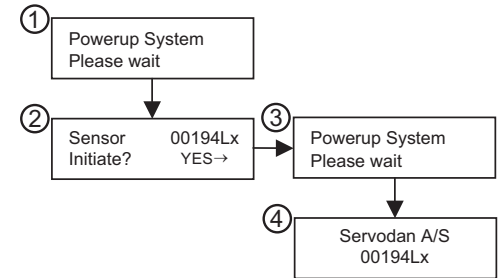 ①
Powerup System
Please wait
②
Sensor 00194Lx
Initiate? YES→
③
Powerup System
Please wait
④
Servodan A/S
00194Lx